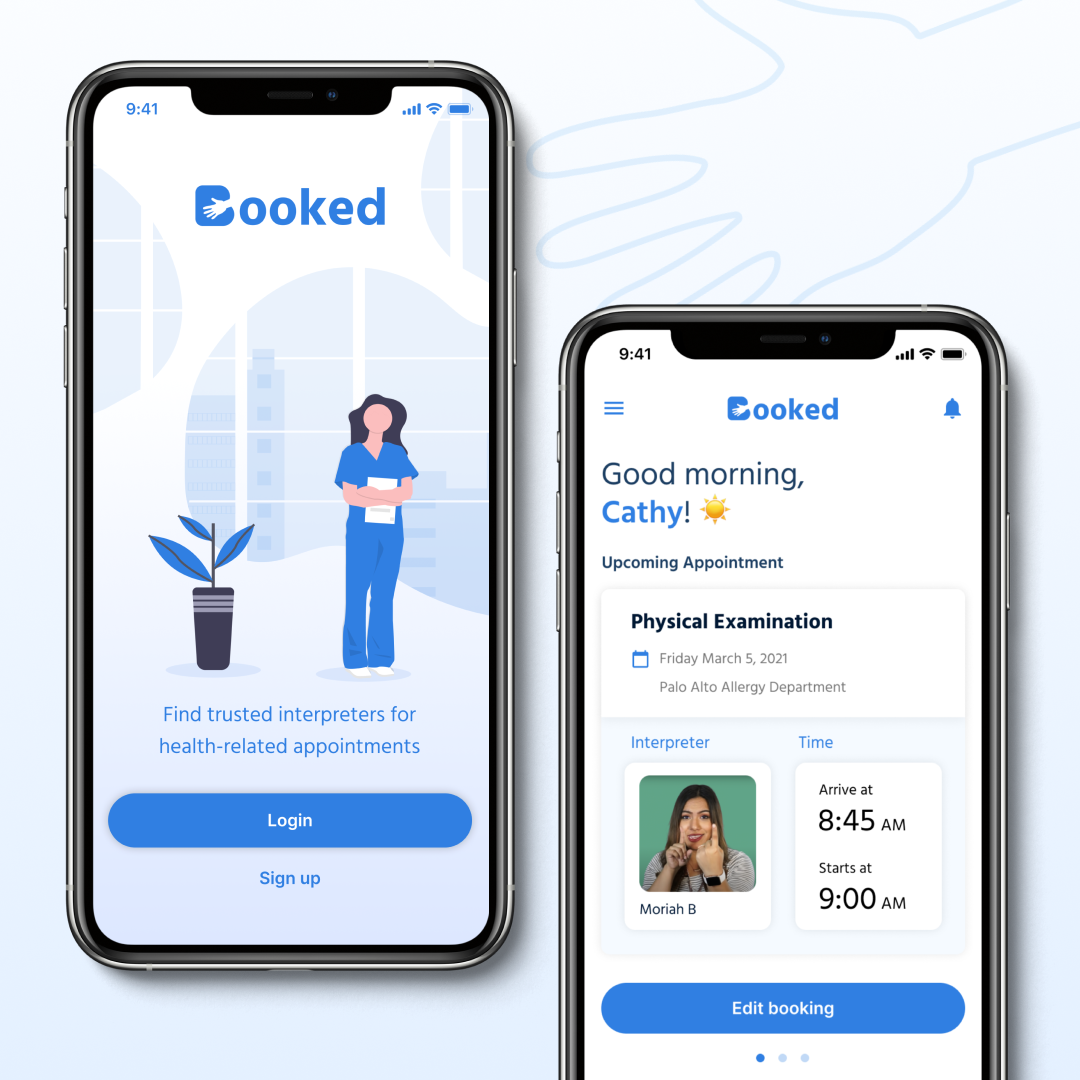 9:41
Booked
Find trusted interpreters for
health-related appointments
Login
Sign up
9:41
Booked
Good morning,
Cathy! ☀️
Upcoming Appointment
Physical Examination
Friday March 5, 2021
Palo Alto Allergy Department
Interpreter
Time
Moriah B
Arrive at
8:45 AM
Starts at
9:00 AM
Edit booking